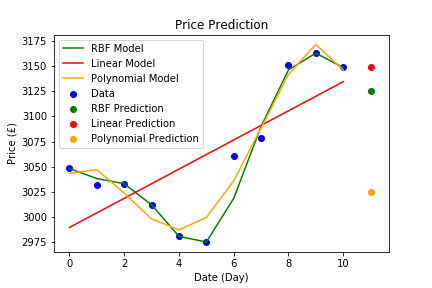 Price Prediction
3175
3150
3125
3100
3075
3050
3025
3000
2975
Price (£)
RBF Model
Linear Model
Polynomial Model
Data
RBF Prediction
Linear Prediction
Polynomial Prediction
0
2
4
6
8
10
Date (Day)